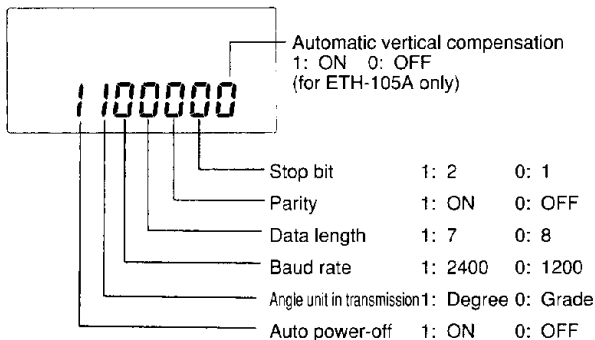 Automatic vertical compensation
1: ON 0: OFF
(for ETH-105A only)
1100000
Stop bit 1: 2 0: 1
Parity 1: ON 0: OFF
Data length 1: 7 0: 8
Baud rate 1: 2400 0: 1200
Angle unit in transmission 1: Degree 0: Grade
Auto power-off 1: ON 0: OFF